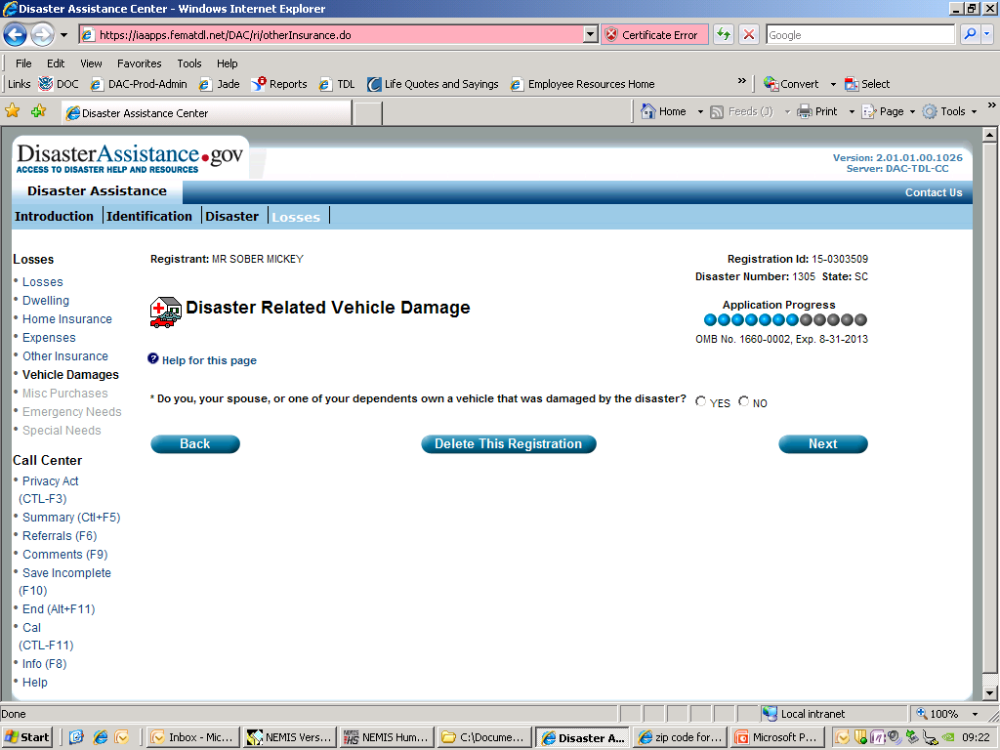 Disaster Assistance Center - Windows Internet Explorer
https://iaapps.fematdl.net/DAC/ri/otherInsurance.do
Certificate Error
Google
File Edit View Favorites Tools Help
Links DOC DAC-Prod-Admin Jade Reports TDL Life Quotes and Sayings Employee Resources Home » Convert Select
Disaster Assistance Center
Home Feeds (J) Print Page Tools »
DisasterAssistance.gov
ACCESS TO DISASTER HELP AND RESOURCES
Version: 2.01.01.00.1026
Server: DAC-TDL-CC
Disaster Assistance
Contact Us
Introduction Identification Disaster Losses
Losses
• Losses
• Dwelling
• Home Insurance
• Expenses
• Other Insurance
• Vehicle Damages
• Misc Purchases
• Emergency Needs
• Special Needs
Call Center
• Privacy Act
(CTL-F3)
• Summary (Ctl+F5)
• Referrals (F6)
• Comments (F9)
• Save Incomplete
(F10)
• End (Alt+F11)
• Cal
(CTL-F11)
• Info (F8)
• Help
Registrant: MR SOBER MICKEY
Registration Id: 15-0303509
Disaster Number: 1305 State: SC
Disaster Related Vehicle Damage
Application Progress
OMB No. 1660-0002, Exp. 8-31-2013
? Help for this page
* Do you, your spouse, or one of your dependents own a vehicle that was damaged by the disaster? YES NO
Back Delete This Registration Next
Done Local intranet 100%
Start Inbox - Mic... NEMIS Vers... NEMIS Hum... C:\Docume... Disaster A... zip code for... Microsoft P... 09:22